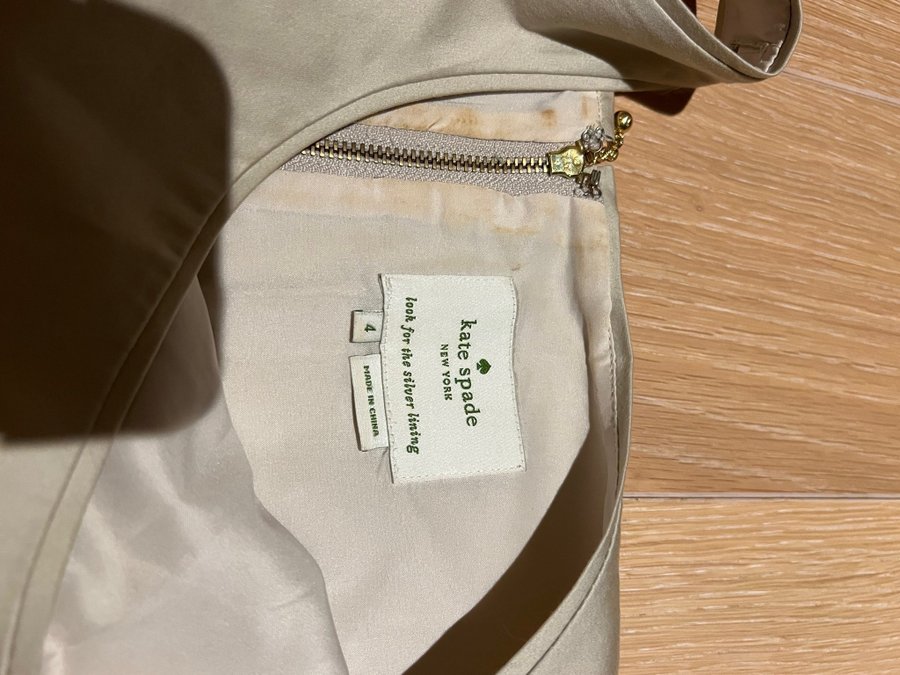 kate spade
NEW YORK
look for the silver lining
4
MADE IN CHINA